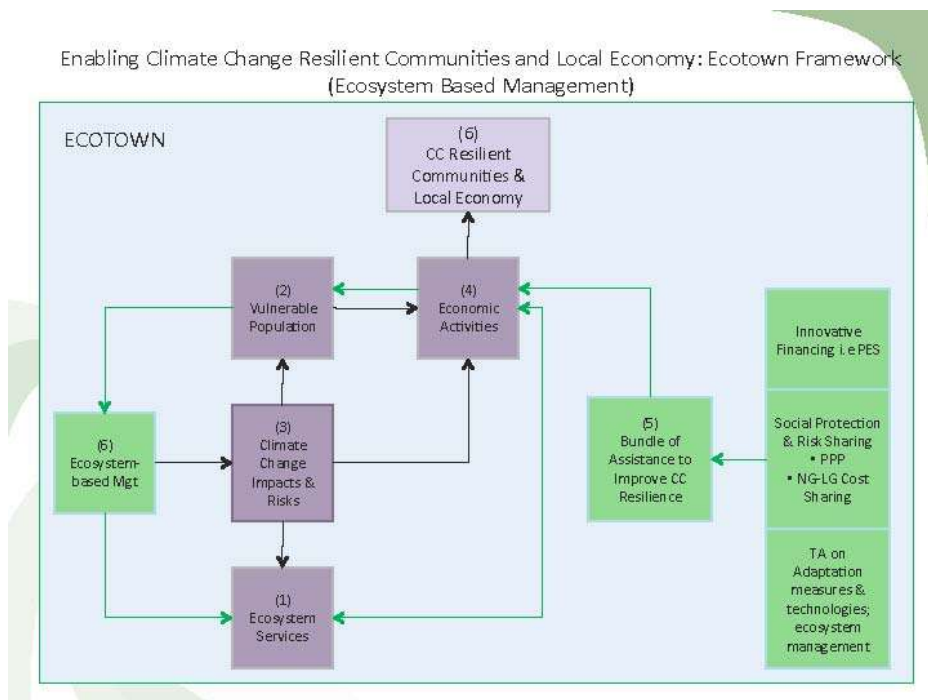 Enabling Climate Change Resilient Communities and Local Economy: Ecotown Framework
(Ecosystem Based Management)
ECOTOWN
(6)
CC Resilient
Communities &
Local Economy
(2)
Vulnerable
Population
(4)
Economic
Activities
Innovative
Financing i.e PES
(6)
Ecosystem-
based Mgt
(3)
Climate
Change
Impacts &
Risks
(5)
Bundle of
Assistance to
Improve CC
Resilience
Social Protection
& Risk Sharing
• PPP
• NG-LG Cost
Sharing
(1)
Ecosystem
Services
TA on
Adaptation
measures &
technologies;
ecosystem
management